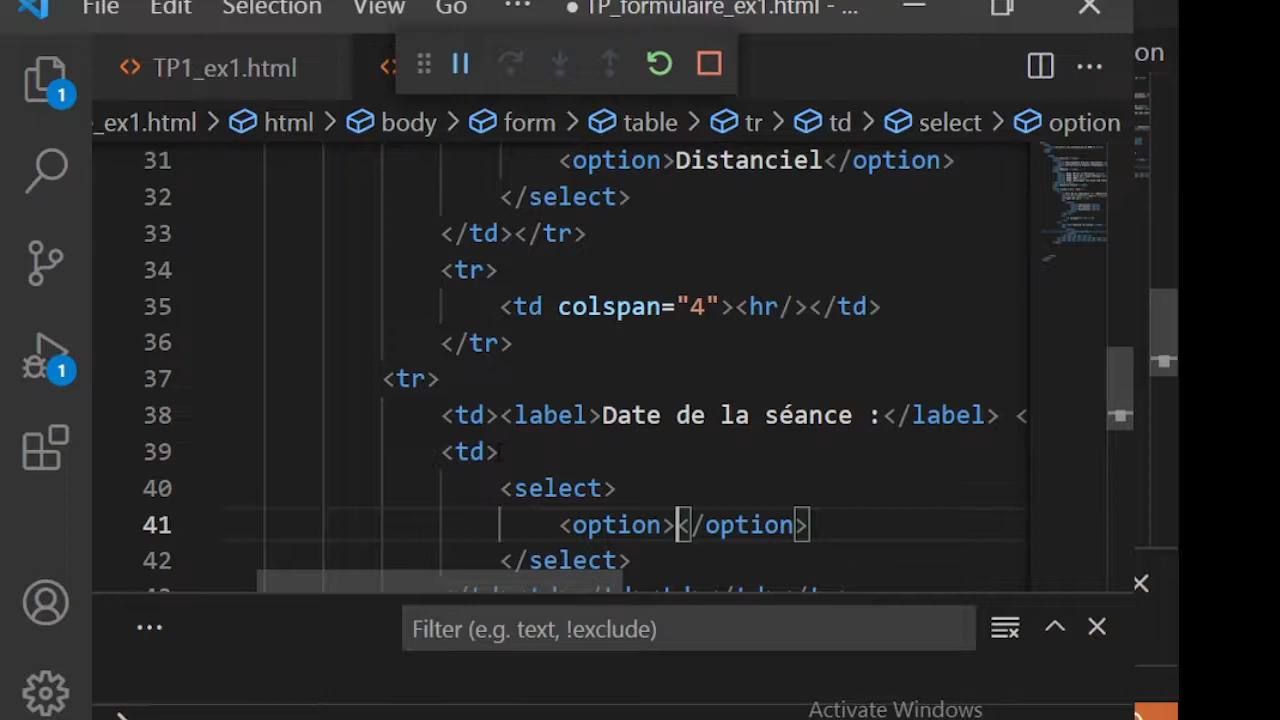 File Edit Selection View Go ... ● TP_formulaire_ex1.html - ...
TP1_ex1.html
on
1
_ex1.html > html > body > form > table > tr > td > select > option
31 <option>Distanciel</option>
32 </select>
33 </td></tr>
34 <tr>
35 <td colspan="4"><hr/></td>
36 </tr>
37 <tr>
38 <td><label>Date de la séance :</label> <
39 <td>
40 <select>
41 <option></option>
42 </select>
1
... Filter (e.g. text, !exclude)
Activate Windows